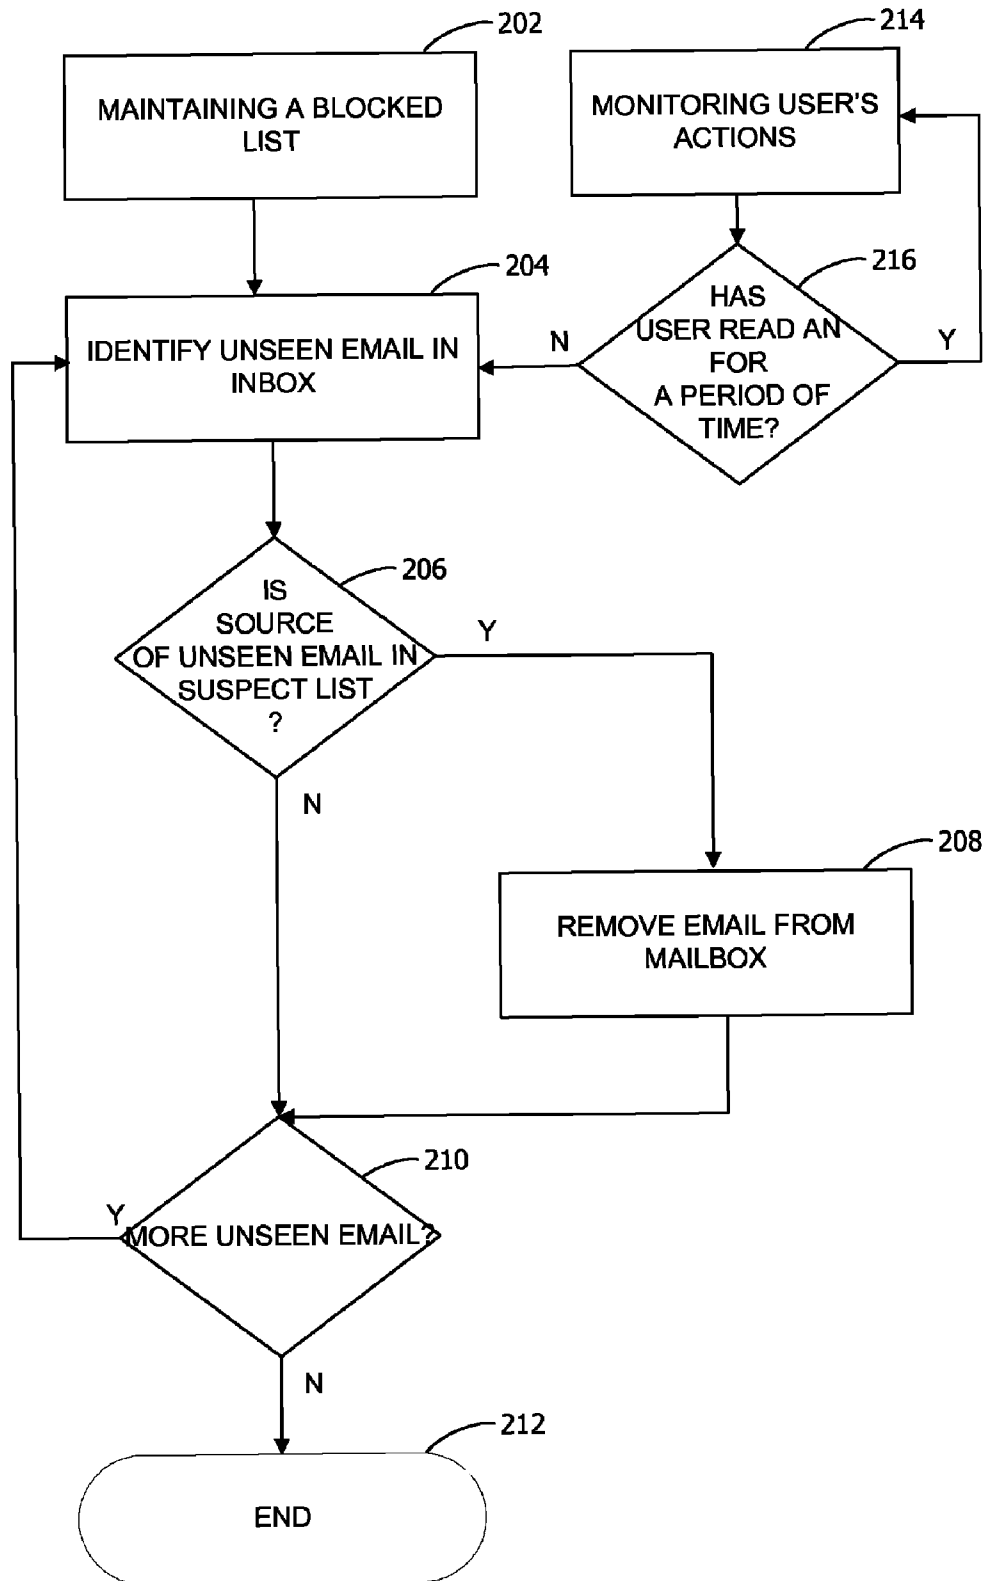 202
MAINTAINING A BLOCKED
LIST
214
MONITORING USER'S
ACTIONS
204
IDENTIFY UNSEEN EMAIL IN
INBOX
216
HAS
USER READ AN
FOR
A PERIOD OF
TIME?
N
Y
206
IS
SOURCE
OF UNSEEN EMAIL IN
SUSPECT LIST
?
Y
N
208
REMOVE EMAIL FROM
MAILBOX
210
MORE UNSEEN EMAIL?
Y
N
212
END